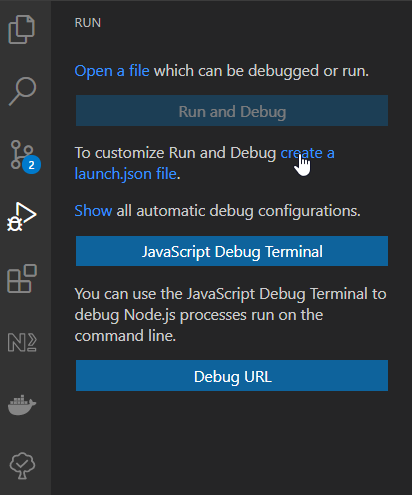 RUN
Open a file which can be debugged or run.
Run and Debug
To customize Run and Debug create a
launch.json file.
2
Show all automatic debug configurations.
JavaScript Debug Terminal
You can use the JavaScript Debug Terminal to
debug Node.js processes run on the
command line.
Debug URL